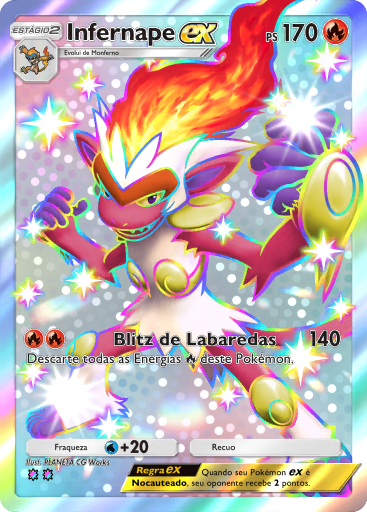 ESTÁGIO 2 Infernape ex PS 170
Evolui de Monferno
Blitz de Labaredas 140
Descarte todas as Energias deste Pokémon.
Fraqueza +20 Recuo
Ilust. PLANETA CG Works
Regra ex Quando seu Pokémon ex é
Nocauteado, seu oponente recebe 2 pontos.